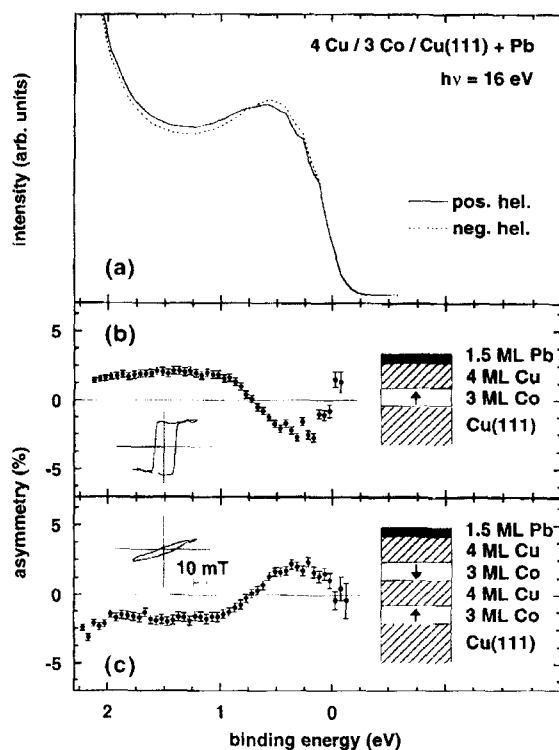 4 Cu / 3 Co / Cu(111) + Pb
hν = 16 eV
intensity (arb. units)
pos. hel.
neg. hel.
(a)
(b)
5
0
-5
1.5 ML Pb
4 ML Cu
3 ML Co
Cu(111)
asymmetry (%)
(c)
5
0
-5
10 mT
1.5 ML Pb
4 ML Cu
3 ML Co
4 ML Cu
3 ML Co
Cu(111)
2 1 0
binding energy (eV)